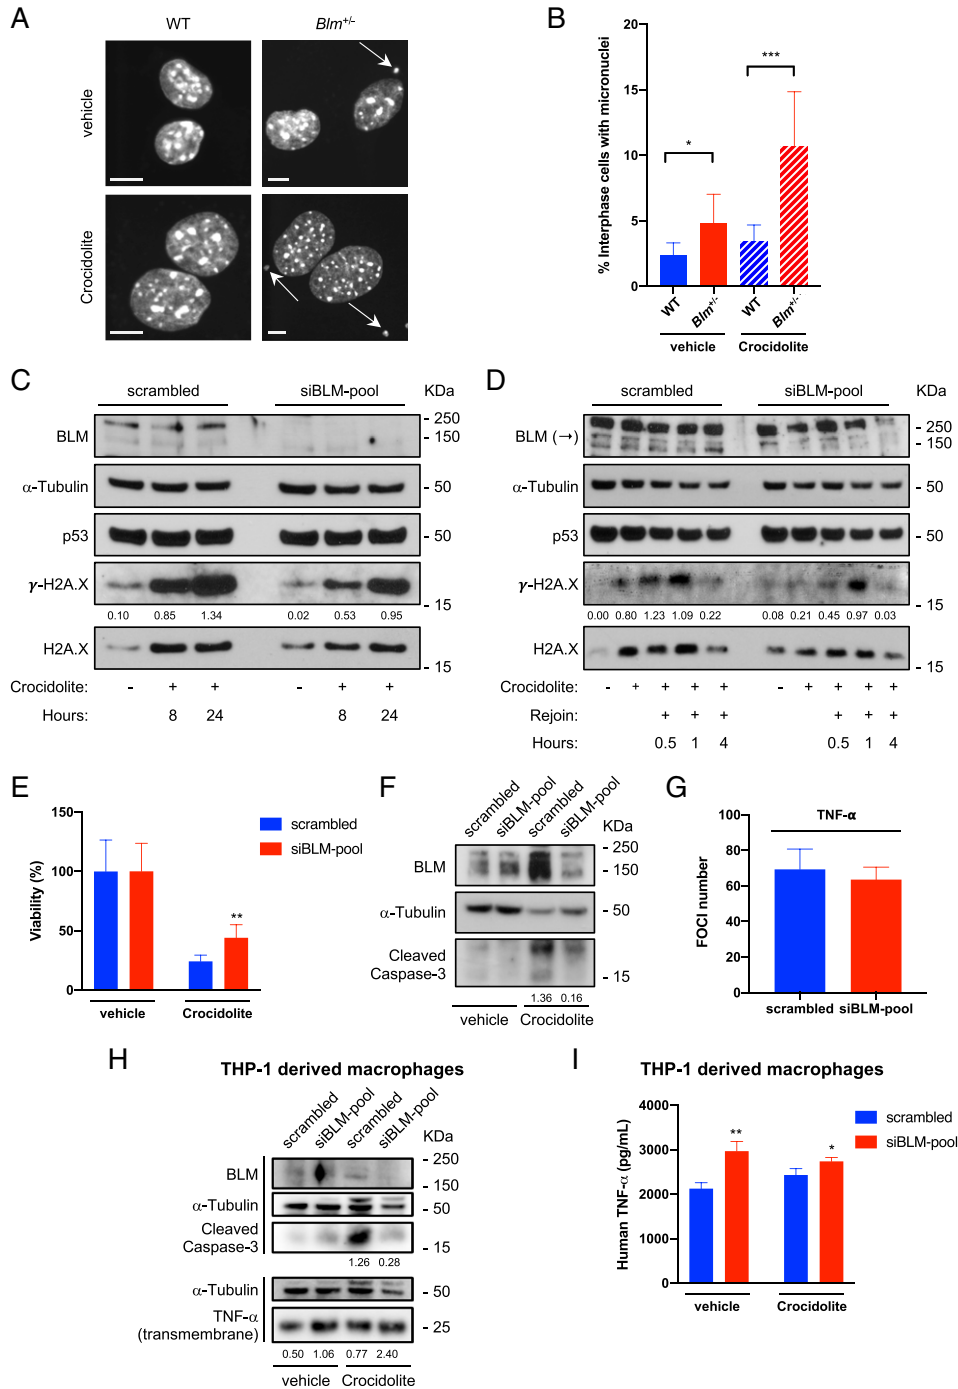 A
WT
Blm+/-
vehicle
Crocidolite
B
% Interphase cells with micronuclei
20
15
10
5
0
*
***
WT
Blm+/-
WT
Blm+/-
vehicle
Crocidolite
C
scrambled
siBLM-pool
KDa
BLM
- 250
- 150
α-Tubulin
- 50
p53
- 50
γ-H2A.X
- 15
0.10 0.85 1.34 0.02 0.53 0.95
H2A.X
- 15
Crocidolite: - + + - + +
Hours: 8 24 8 24
D
scrambled
siBLM-pool
KDa
BLM (→)
- 250
- 150
α-Tubulin
- 50
p53
- 50
γ-H2A.X
- 15
0.00 0.80 1.23 1.09 0.22 0.08 0.21 0.45 0.97 0.03
H2A.X
- 15
Crocidolite: - + + + + - + + + +
Rejoin: + + + + + +
Hours: 0.5 1 4 0.5 1 4
E
Viability (%)
150
100
50
0
**
vehicle
Crocidolite
scrambled
siBLM-pool
F
scrambled
siBLM-pool
scrambled
siBLM-pool
KDa
BLM
- 250
- 150
α-Tubulin
- 50
Cleaved
Caspase-3
- 15
1.36 0.16
vehicle
Crocidolite
G
TNF-α
FOCI number
100
80
60
40
20
0
scrambled siBLM-pool
H
THP-1 derived macrophages
scrambled
siBLM-pool
scrambled
siBLM-pool
KDa
BLM
- 250
- 150
α-Tubulin
- 50
Cleaved
Caspase-3
- 15
1.26 0.28
α-Tubulin
- 50
TNF-α
(transmembrane)
- 25
0.50 1.06 0.77 2.40
vehicle
Crocidolite
I
THP-1 derived macrophages
Human TNF-α (pg/mL)
4000
3000
2000
1000
0
**
*
vehicle
Crocidolite
scrambled
siBLM-pool